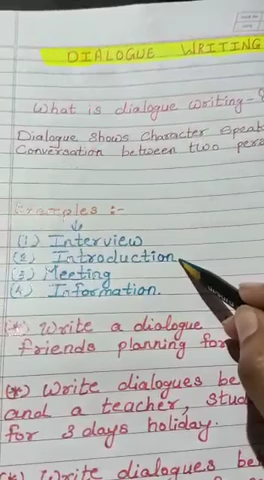 DIALOGUE WRITING
What is dialogue writing-
Dialogue shows character speak
Conversation between two pers
Examples :-
(1) Interview
(2) Introduction
(3) Meeting
(4) Information.
(*) Write a dialogue
friends planning for
(*) Write dialogues be
and a teacher, stud
for 3 days holiday.
(*) Write dialogues be